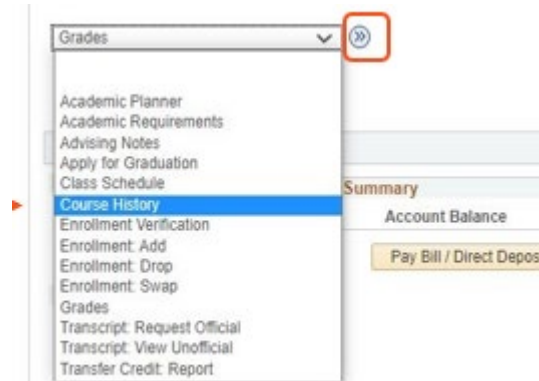 Grades
Academic Planner
Academic Requirements
Advising Notes
Apply for Graduation
Class Schedule
Summary
Course History
Account Balance
Enrollment Verification
Enrollment: Add
Pay Bill / Direct Depos
Enrollment: Drop
Enrollment: Swap
Grades
Transcript: Request Official
Transcript: View Unofficial
Transfer Credit: Report